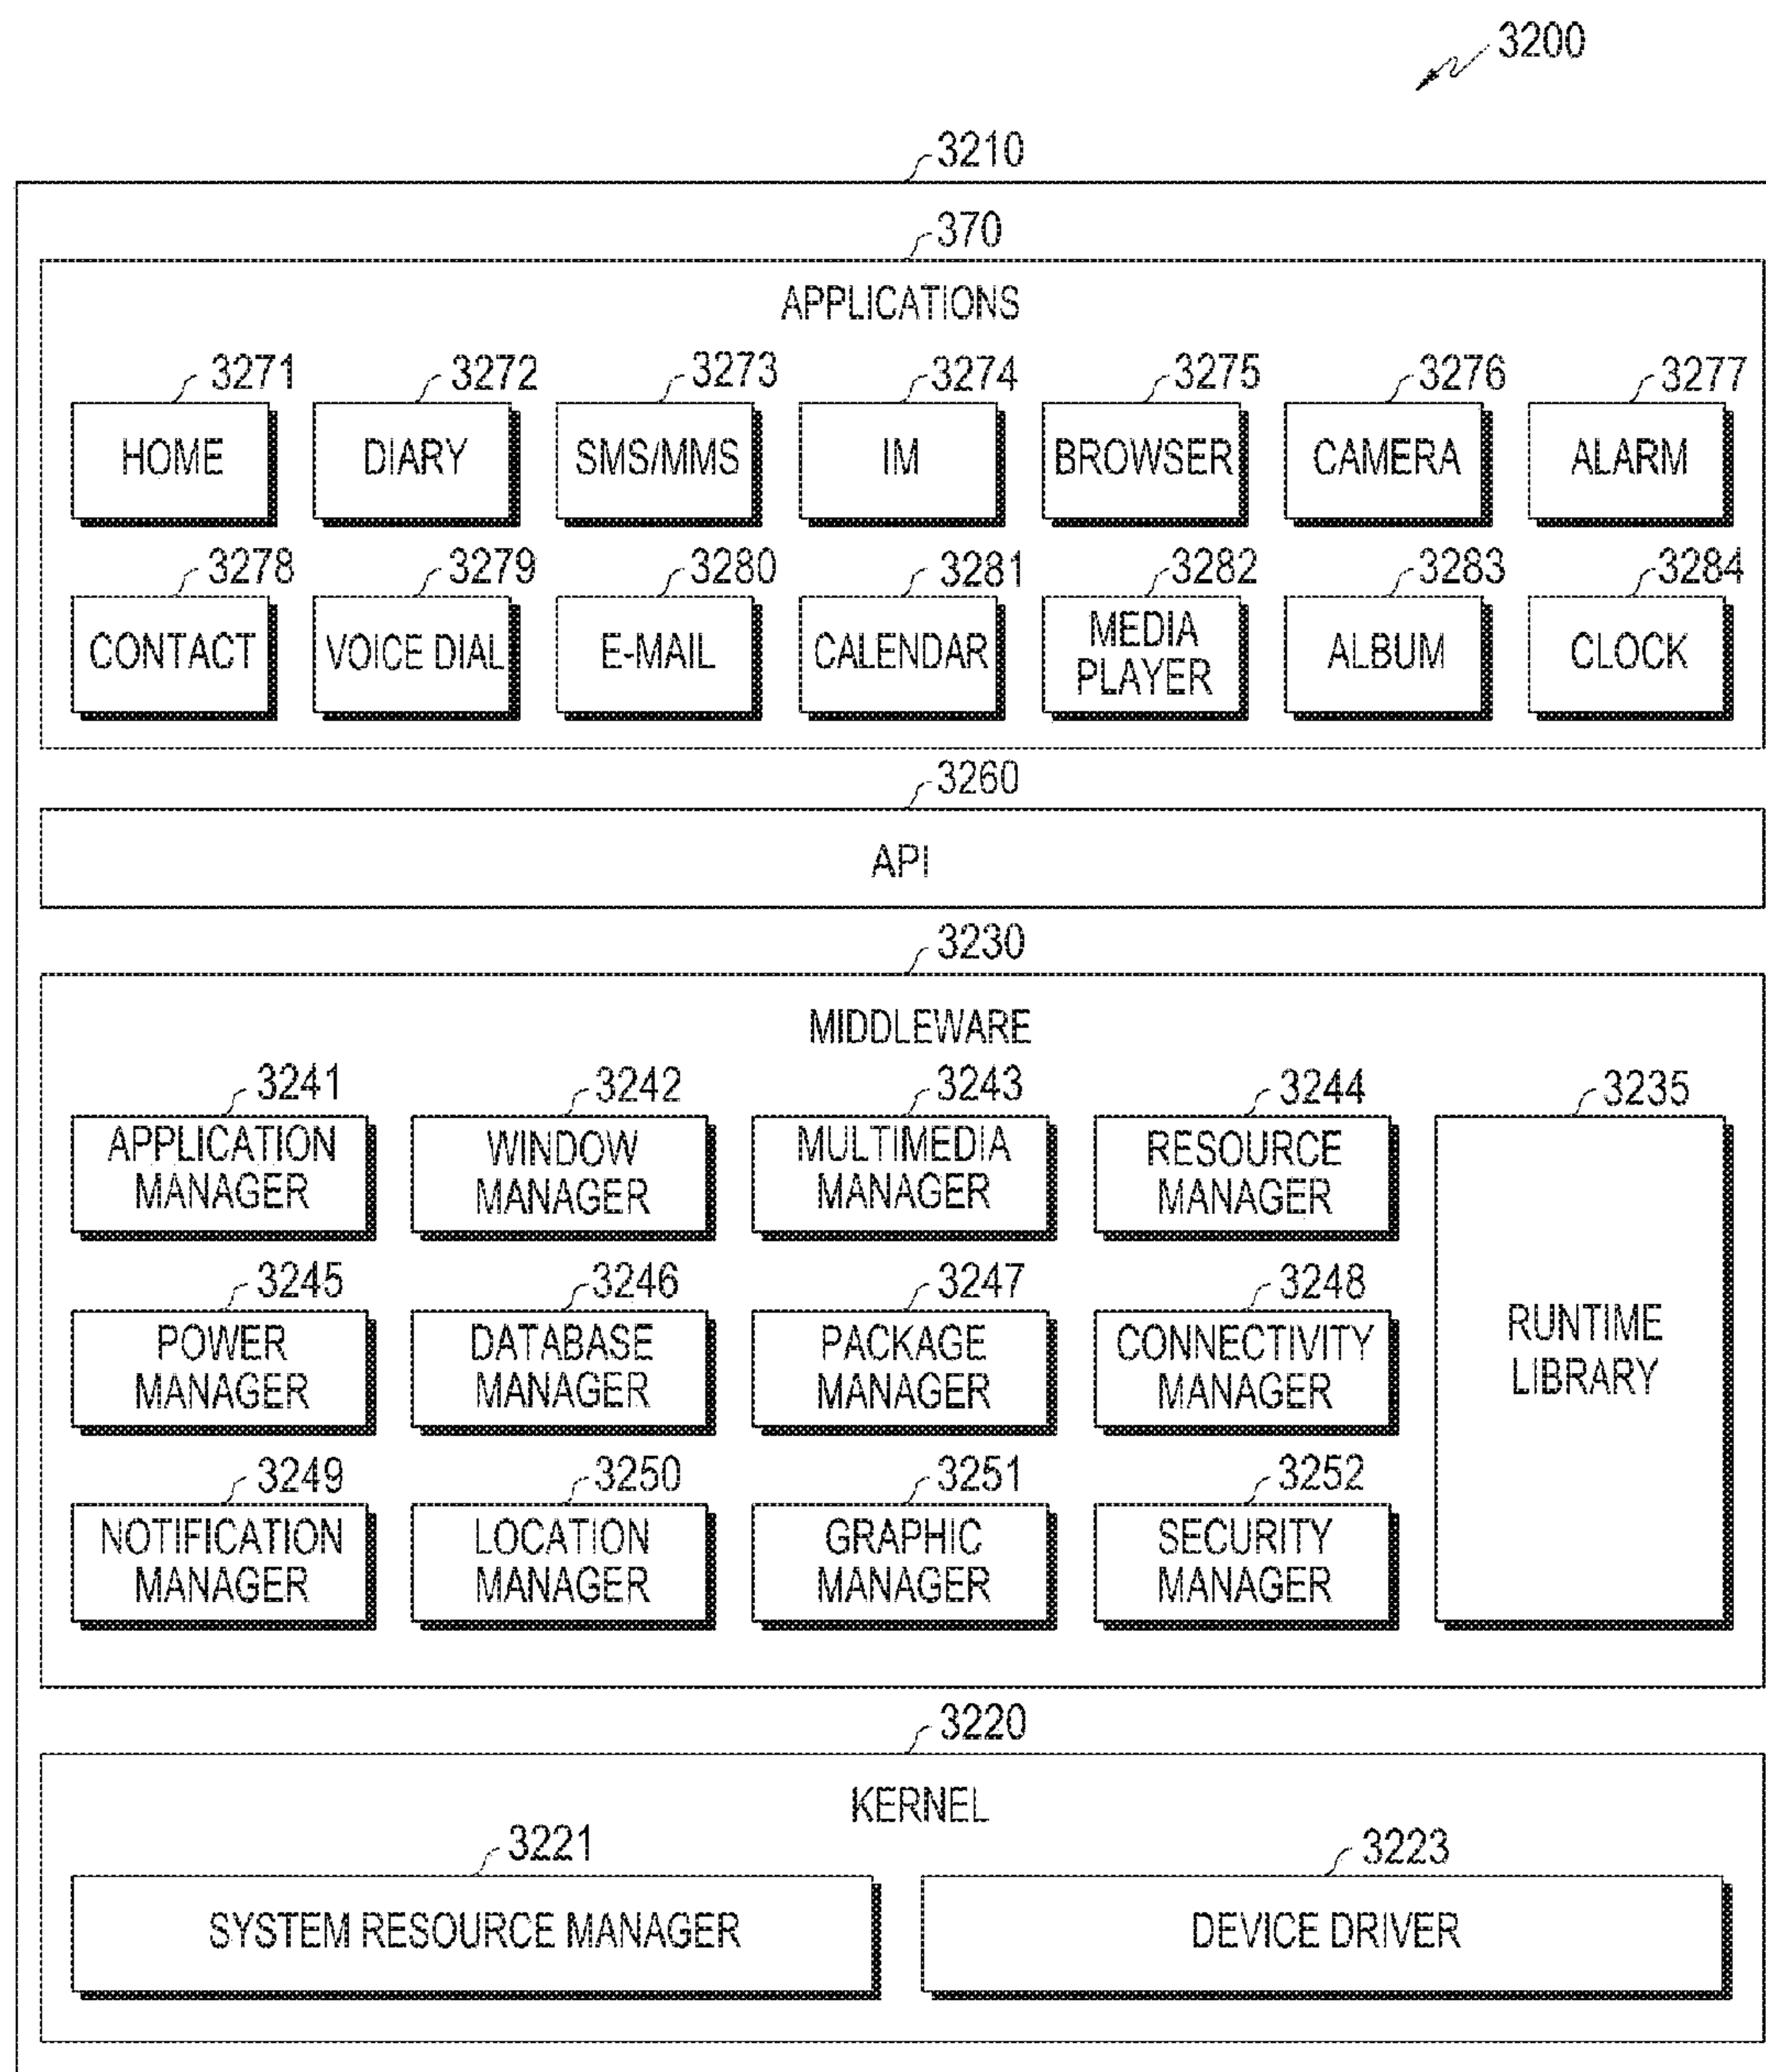 3200
3210
370
APPLICATIONS
3271 3272 3273 3274 3275 3276 3277
HOME DIARY SMS/MMS IM BROWSER CAMERA ALARM
3278 3279 3280 3281 3282 3283 3284
CONTACT VOICE DIAL E-MAIL CALENDAR MEDIA PLAYER ALBUM CLOCK
3260
API
3230
MIDDLEWARE
3241 3242 3243 3244 3235
APPLICATION MANAGER WINDOW MANAGER MULTIMEDIA MANAGER RESOURCE MANAGER
3245 3246 3247 3248
POWER MANAGER DATABASE MANAGER PACKAGE MANAGER CONNECTIVITY MANAGER RUNTIME LIBRARY
3249 3250 3251 3252
NOTIFICATION MANAGER LOCATION MANAGER GRAPHIC MANAGER SECURITY MANAGER
3220
KERNEL
3221 3223
SYSTEM RESOURCE MANAGER DEVICE DRIVER